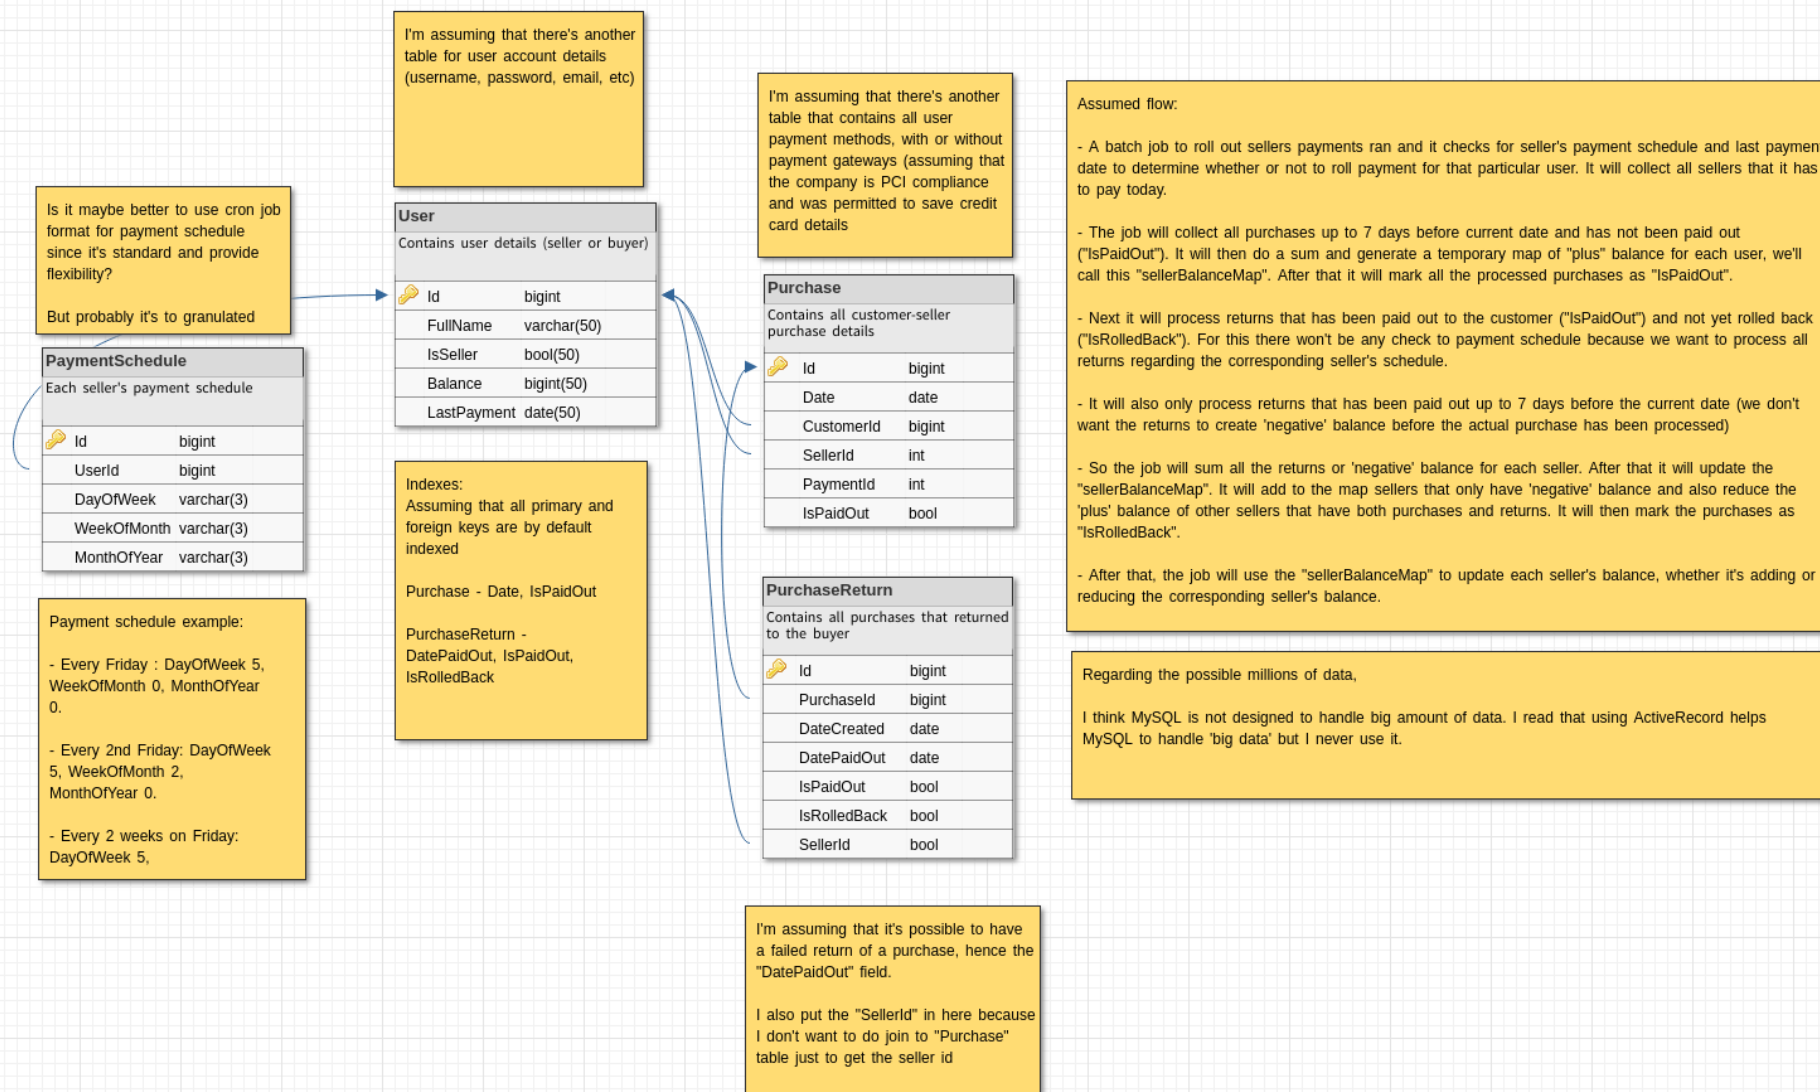 I'm assuming that there's another
table for user account details
(username, password, email, etc)
I'm assuming that there's another
table that contains all user
payment methods, with or without
payment gateways (assuming that
the company is PCI compliance
and was permitted to save credit
card details
Is it maybe better to use cron job
format for payment schedule
since it's standard and provide
flexibility?
But probably it's to granulated
User
Contains user details (seller or buyer)
Id bigint
FullName varchar(50)
IsSeller bool(50)
Balance bigint(50)
LastPayment date(50)
PaymentSchedule
Each seller's payment schedule
Id bigint
UserId bigint
DayOfWeek varchar(3)
WeekOfMonth varchar(3)
MonthOfYear varchar(3)
Payment schedule example:
- Every Friday : DayOfWeek 5,
WeekOfMonth 0, MonthOfYear
0.
- Every 2nd Friday: DayOfWeek
5, WeekOfMonth 2,
MonthOfYear 0.
- Every 2 weeks on Friday:
DayOfWeek 5,
Indexes:
Assuming that all primary and
foreign keys are by default
indexed
Purchase - Date, IsPaidOut
PurchaseReturn -
DatePaidOut, IsPaidOut,
IsRolledBack
Purchase
Contains all customer-seller
purchase details
Id bigint
Date date
CustomerId bigint
SellerId int
PaymentId int
IsPaidOut bool
PurchaseReturn
Contains all purchases that returned
to the buyer
Id bigint
PurchaseId bigint
DateCreated date
DatePaidOut date
IsPaidOut bool
IsRolledBack bool
SellerId bool
I'm assuming that it's possible to have
a failed return of a purchase, hence the
"DatePaidOut" field.
I also put the "SellerId" in here because
I don't want to do join to "Purchase"
table just to get the seller id
Assumed flow:
- A batch job to roll out sellers payments ran and it checks for seller's payment schedule and last paymen
date to determine whether or not to roll payment for that particular user. It will collect all sellers that it has
to pay today.
- The job will collect all purchases up to 7 days before current date and has not been paid out
("IsPaidOut"). It will then do a sum and generate a temporary map of "plus" balance for each user, we'll
call this "sellerBalanceMap". After that it will mark all the processed purchases as "IsPaidOut".
- Next it will process returns that has been paid out to the customer ("IsPaidOut") and not yet rolled back
("IsRolledBack"). For this there won't be any check to payment schedule because we want to process all
returns regarding the corresponding seller's schedule.
- It will also only process returns that has been paid out up to 7 days before the current date (we don't
want the returns to create 'negative' balance before the actual purchase has been processed)
- So the job will sum all the returns or 'negative' balance for each seller. After that it will update the
"sellerBalanceMap". It will add to the map sellers that only have 'negative' balance and also reduce the
'plus' balance of other sellers that have both purchases and returns. It will then mark the purchases as
"IsRolledBack".
- After that, the job will use the "sellerBalanceMap" to update each seller's balance, whether it's adding or
reducing the corresponding seller's balance.
Regarding the possible millions of data,
I think MySQL is not designed to handle big amount of data. I read that using ActiveRecord helps
MySQL to handle 'big data' but I never use it.